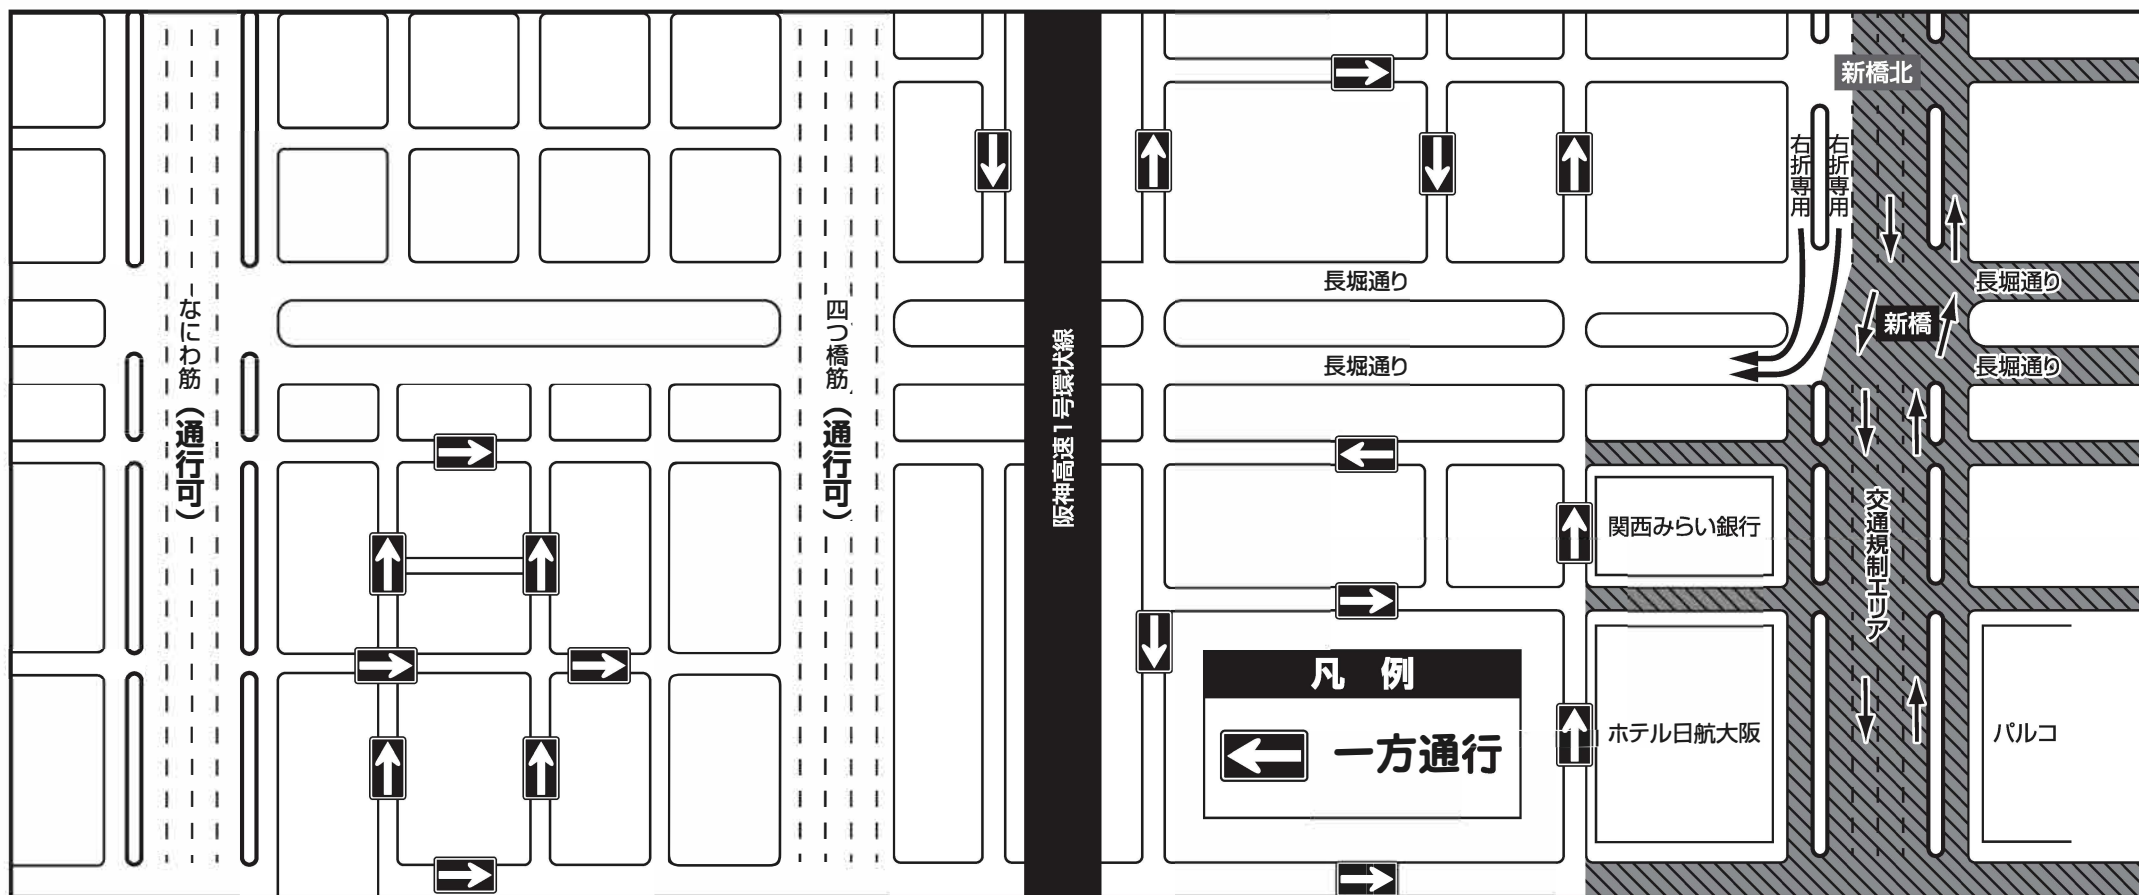 新橋北
右折専用
右折専用
長堀通り
長堀通り
新橋
長堀通り
長堀通り
なにわ筋（通行可）
四つ橋筋（通行可）
阪神高速1号環状線
関西みらい銀行
交通規制エリア
凡 例
一方通行
ホテル日航大阪
パルコ